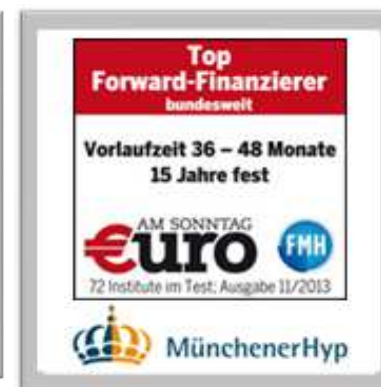 Top
Forward-Finanzierer
bundesweit
Vorlaufzeit 36 – 48 Monate
15 Jahre fest
AM SONNTAG
€uro
FMH
72 Institute im Test; Ausgabe 11/2013
MünchenerHyp